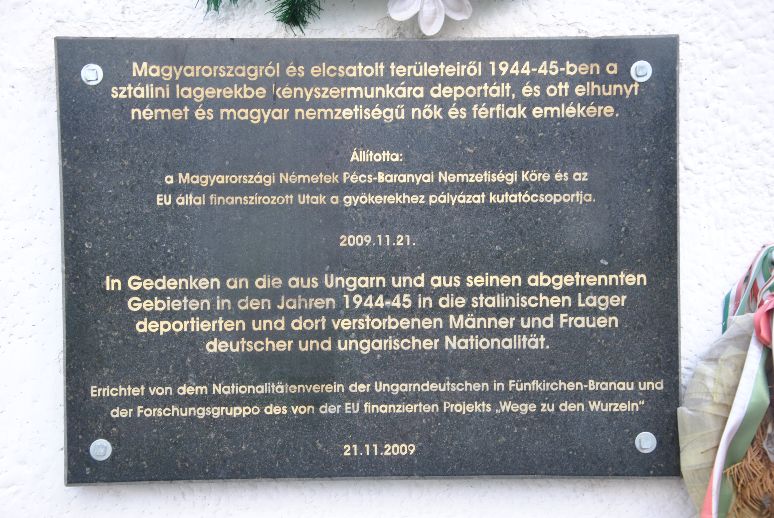 Magyarországról és elcsatolt területeiről 1944-45-ben a
sztálini lagerekbe kényszermunkára deportált, és ott elhunyt
német és magyar nemzetiségű nők és férfiak emlékére.
Állította:
a Magyarországi Németek Pécs-Baranyai Nemzetiségi Köre és az
EU által finanszírozott Utak a gyökerekhez pályázat kutatócsoportja.
2009.11.21.
In Gedenken an die aus Ungarn und aus seinen abgetrennten
Gebieten in den Jahren 1944-45 in die stalinischen Lager
deportierten und dort verstorbenen Männer und Frauen
deutscher und ungarischer Nationalität.
Errichtet von dem Nationalitätenverein der Ungarndeutschen in Fünfkirchen-Branau und
der Forschungsgruppo des von der EU finanzierten Projekts „Wege zu den Wurzeln"
21.11.2009